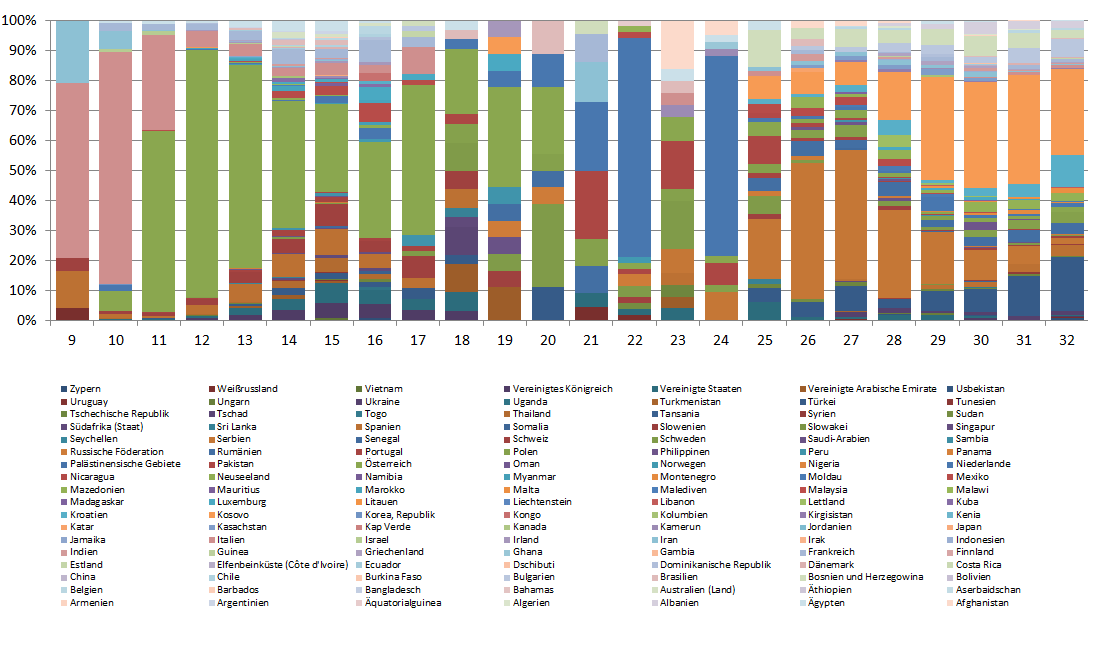 100%
90%
80%
70%
60%
50%
40%
30%
20%
10%
0%
9 10 11 12 13 14 15 16 17 18 19 20 21 22 23 24 25 26 27 28 29 30 31 32
Zypern Weißrussland Vietnam Vereinigtes Königreich Vereinigte Staaten Vereinigte Arabische Emirate Usbekistan
Uruguay Ungarn Ukraine Uganda Turkmenistan Türkei Tunesien
Tschechische Republik Tschad Togo Thailand Tansania Syrien Sudan
Südafrika (Staat) Sri Lanka Spanien Somalia Slowenien Slowakei Singapur
Seychellen Serbien Senegal Schweiz Schweden Saudi-Arabien Sambia
Russische Föderation Rumänien Portugal Polen Philippinen Peru Panama
Palästinensische Gebiete Pakistan Österreich Oman Norwegen Nigeria Niederlande
Nicaragua Neuseeland Namibia Myanmar Montenegro Moldau Mexiko
Mazedonien Mauritius Marokko Malta Malediven Malaysia Malawi
Madagaskar Luxemburg Litauen Liechtenstein Libanon Lettland Kuba
Kroatien Kosovo Korea, Republik Kongo Kolumbien Kirgisistan Kenia
Katar Kasachstan Kap Verde Kanada Kamerun Jordanien Japan
Jamaika Italien Israel Irland Iran Irak Indonesien
Indien Guinea Griechenland Ghana Gambia Frankreich Finnland
Estland Elfenbeinküste (Côte d'Ivoire) Ecuador Dschibuti Dominikanische Republik Dänemark Costa Rica
China Chile Burkina Faso Bulgarien Brasilien Bosnien und Herzegowina Bolivien
Belgien Barbados Bangladesch Bahamas Australien (Land) Äthiopien Aserbaidschan
Armenien Argentinien Äquatorialguinea Algerien Albanien Ägypten Afghanistan